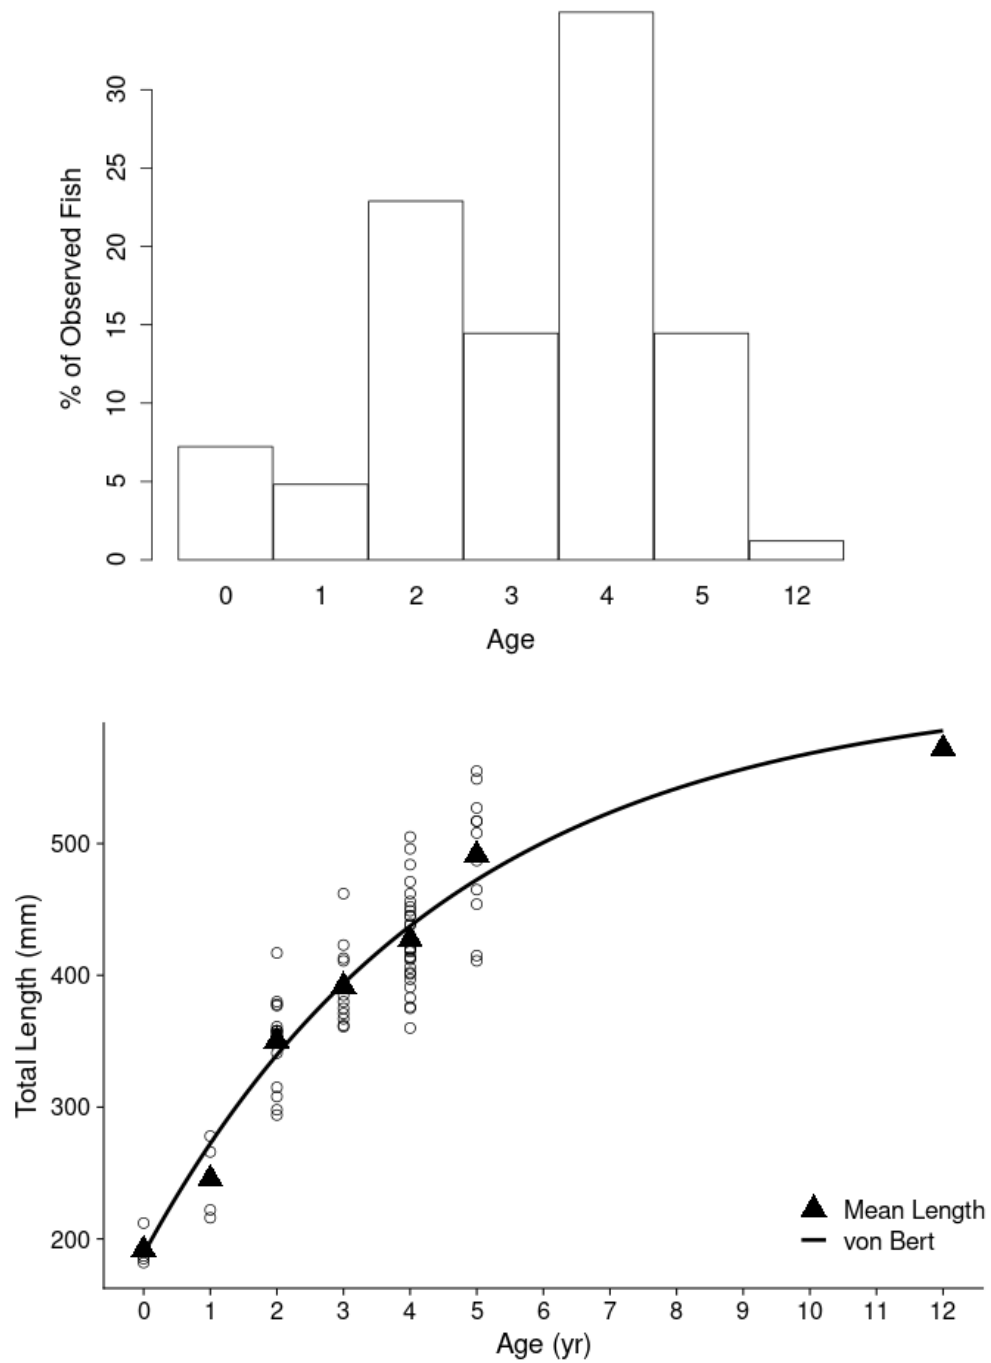 30
25
20
15
10
5
0
% of Observed Fish
0 1 2 3 4 5 12
Age
500
400
300
200
Total Length (mm)
Mean Length
von Bert
0 1 2 3 4 5 6 7 8 9 10 11 12
Age (yr)